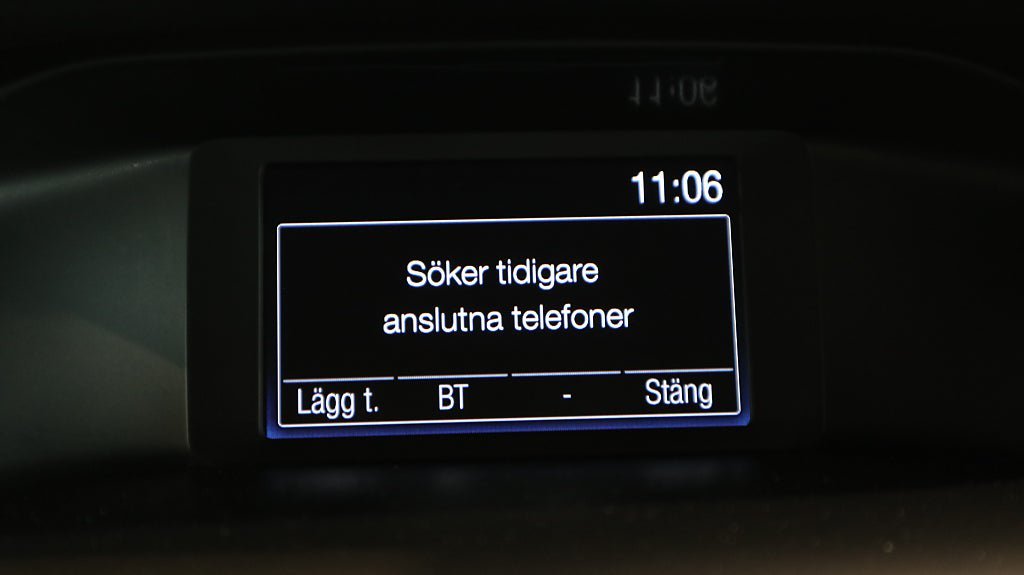 11:06
Söker tidigare
anslutna telefoner
Lägg t. BT - Stäng